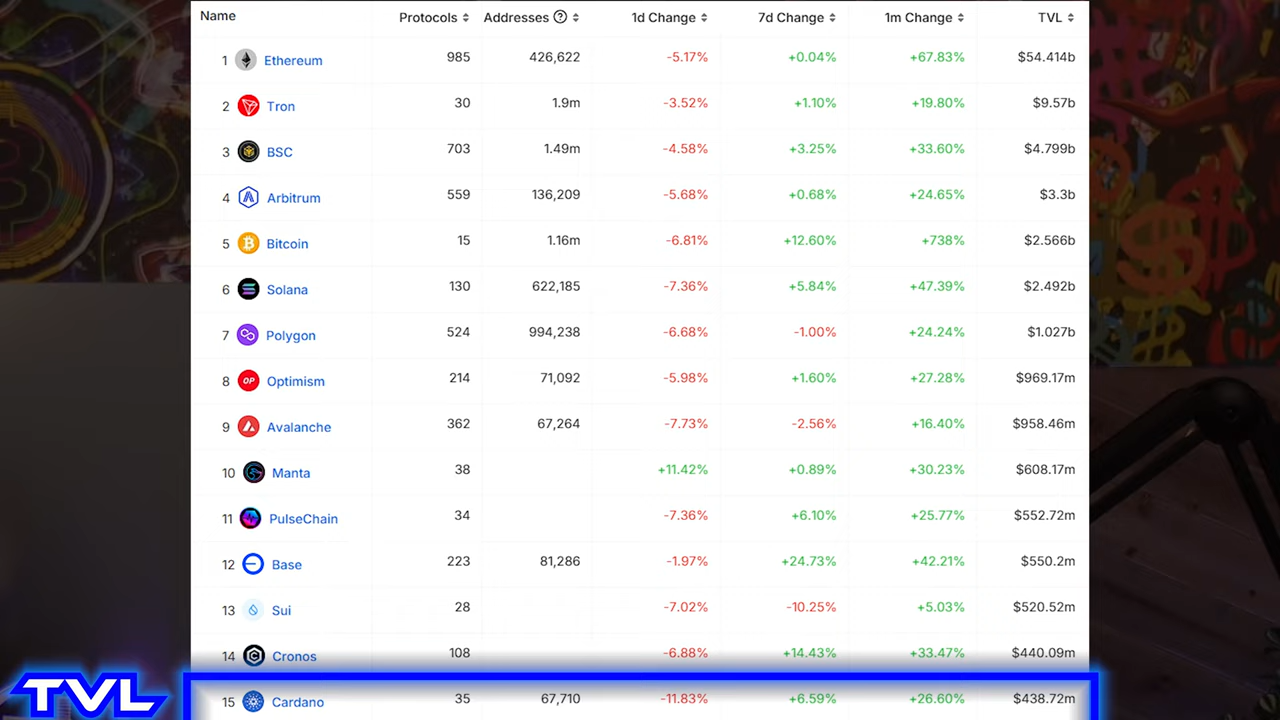 Name Protocols Addresses ? 1d Change 7d Change 1m Change TVL
1 Ethereum 985 426,622 -5.17% +0.04% +67.83% $54.414b
2 Tron 30 1.9m -3.52% +1.10% +19.80% $9.57b
3 BSC 703 1.49m -4.58% +3.25% +33.60% $4.799b
4 Arbitrum 559 136,209 -5.68% +0.68% +24.65% $3.3b
5 Bitcoin 15 1.16m -6.81% +12.60% +738% $2.566b
6 Solana 130 622,185 -7.36% +5.84% +47.39% $2.492b
7 Polygon 524 994,238 -6.68% -1.00% +24.24% $1.027b
8 OP Optimism 214 71,092 -5.98% +1.60% +27.28% $969.17m
9 Avalanche 362 67,264 -7.73% -2.56% +16.40% $958.46m
10 Manta 38 +11.42% +0.89% +30.23% $608.17m
11 PulseChain 34 -7.36% +6.10% +25.77% $552.72m
12 Base 223 81,286 -1.97% +24.73% +42.21% $550.2m
13 Sui 28 -7.02% -10.25% +5.03% $520.52m
14 Cronos 108 -6.88% +14.43% +33.47% $440.09m
TVL
15 Cardano 35 67,710 -11.83% +6.59% +26.60% $438.72m